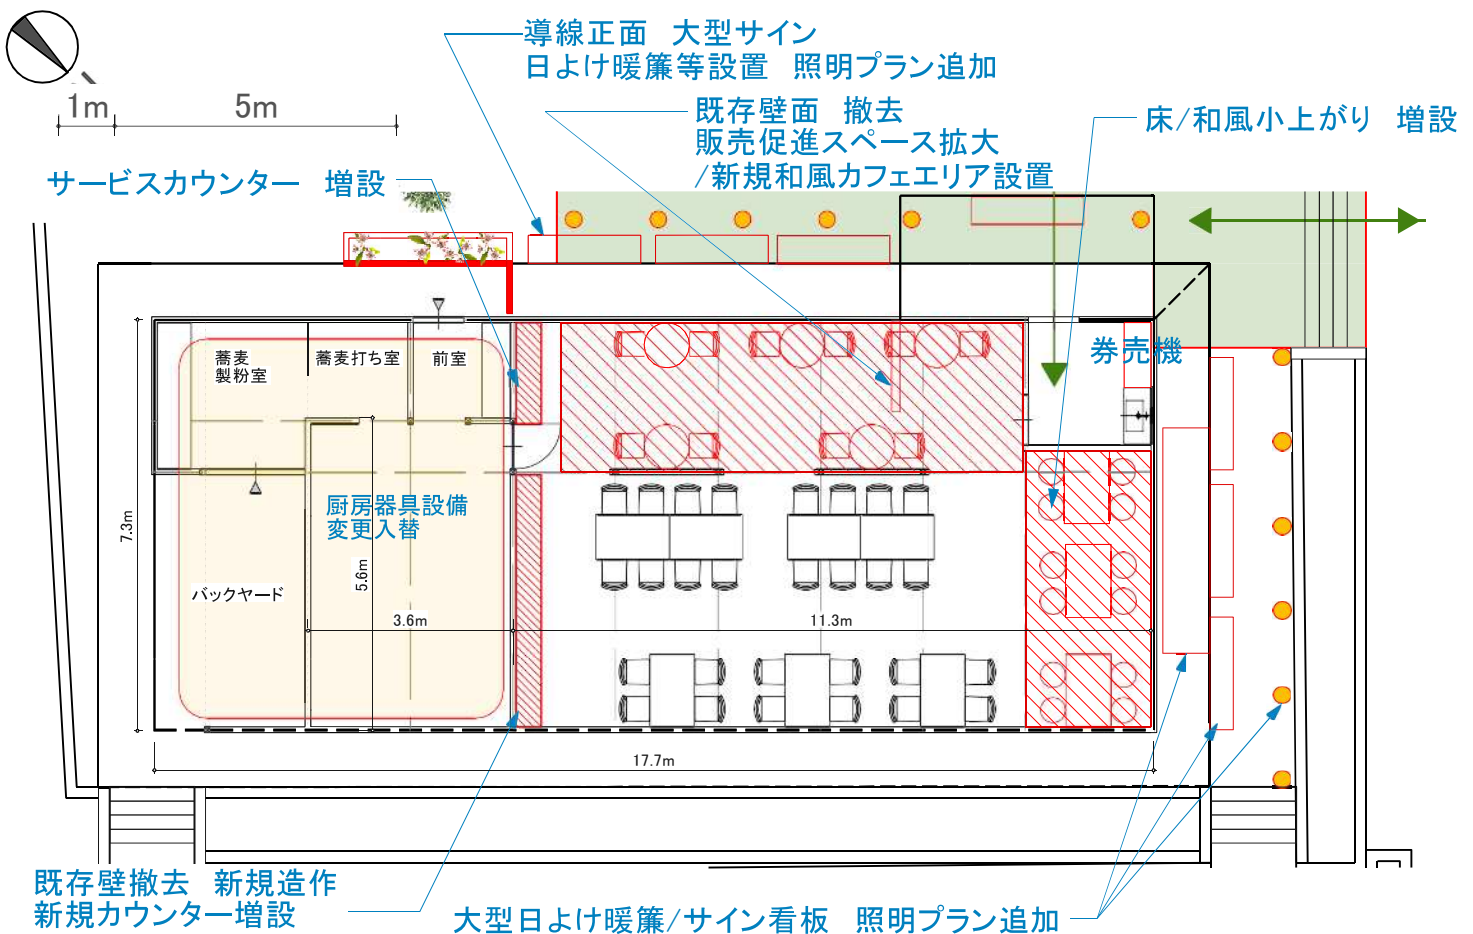 導線正面 大型サイン
日よけ暖簾等設置 照明プラン追加
1m
5m
既存壁面 撤去
販売促進スペース拡大
/新規和風カフェエリア設置
床/和風小上がり 増設
サービスカウンター 増設
蕎麦
製粉室
蕎麦打ち室
前室
券売機
厨房器具設備
変更入替
7.3m
5.6m
バックヤード
3.6m
11.3m
17.7m
既存壁撤去 新規造作
新規カウンター増設
大型日よけ暖簾/サイン看板 照明プラン追加